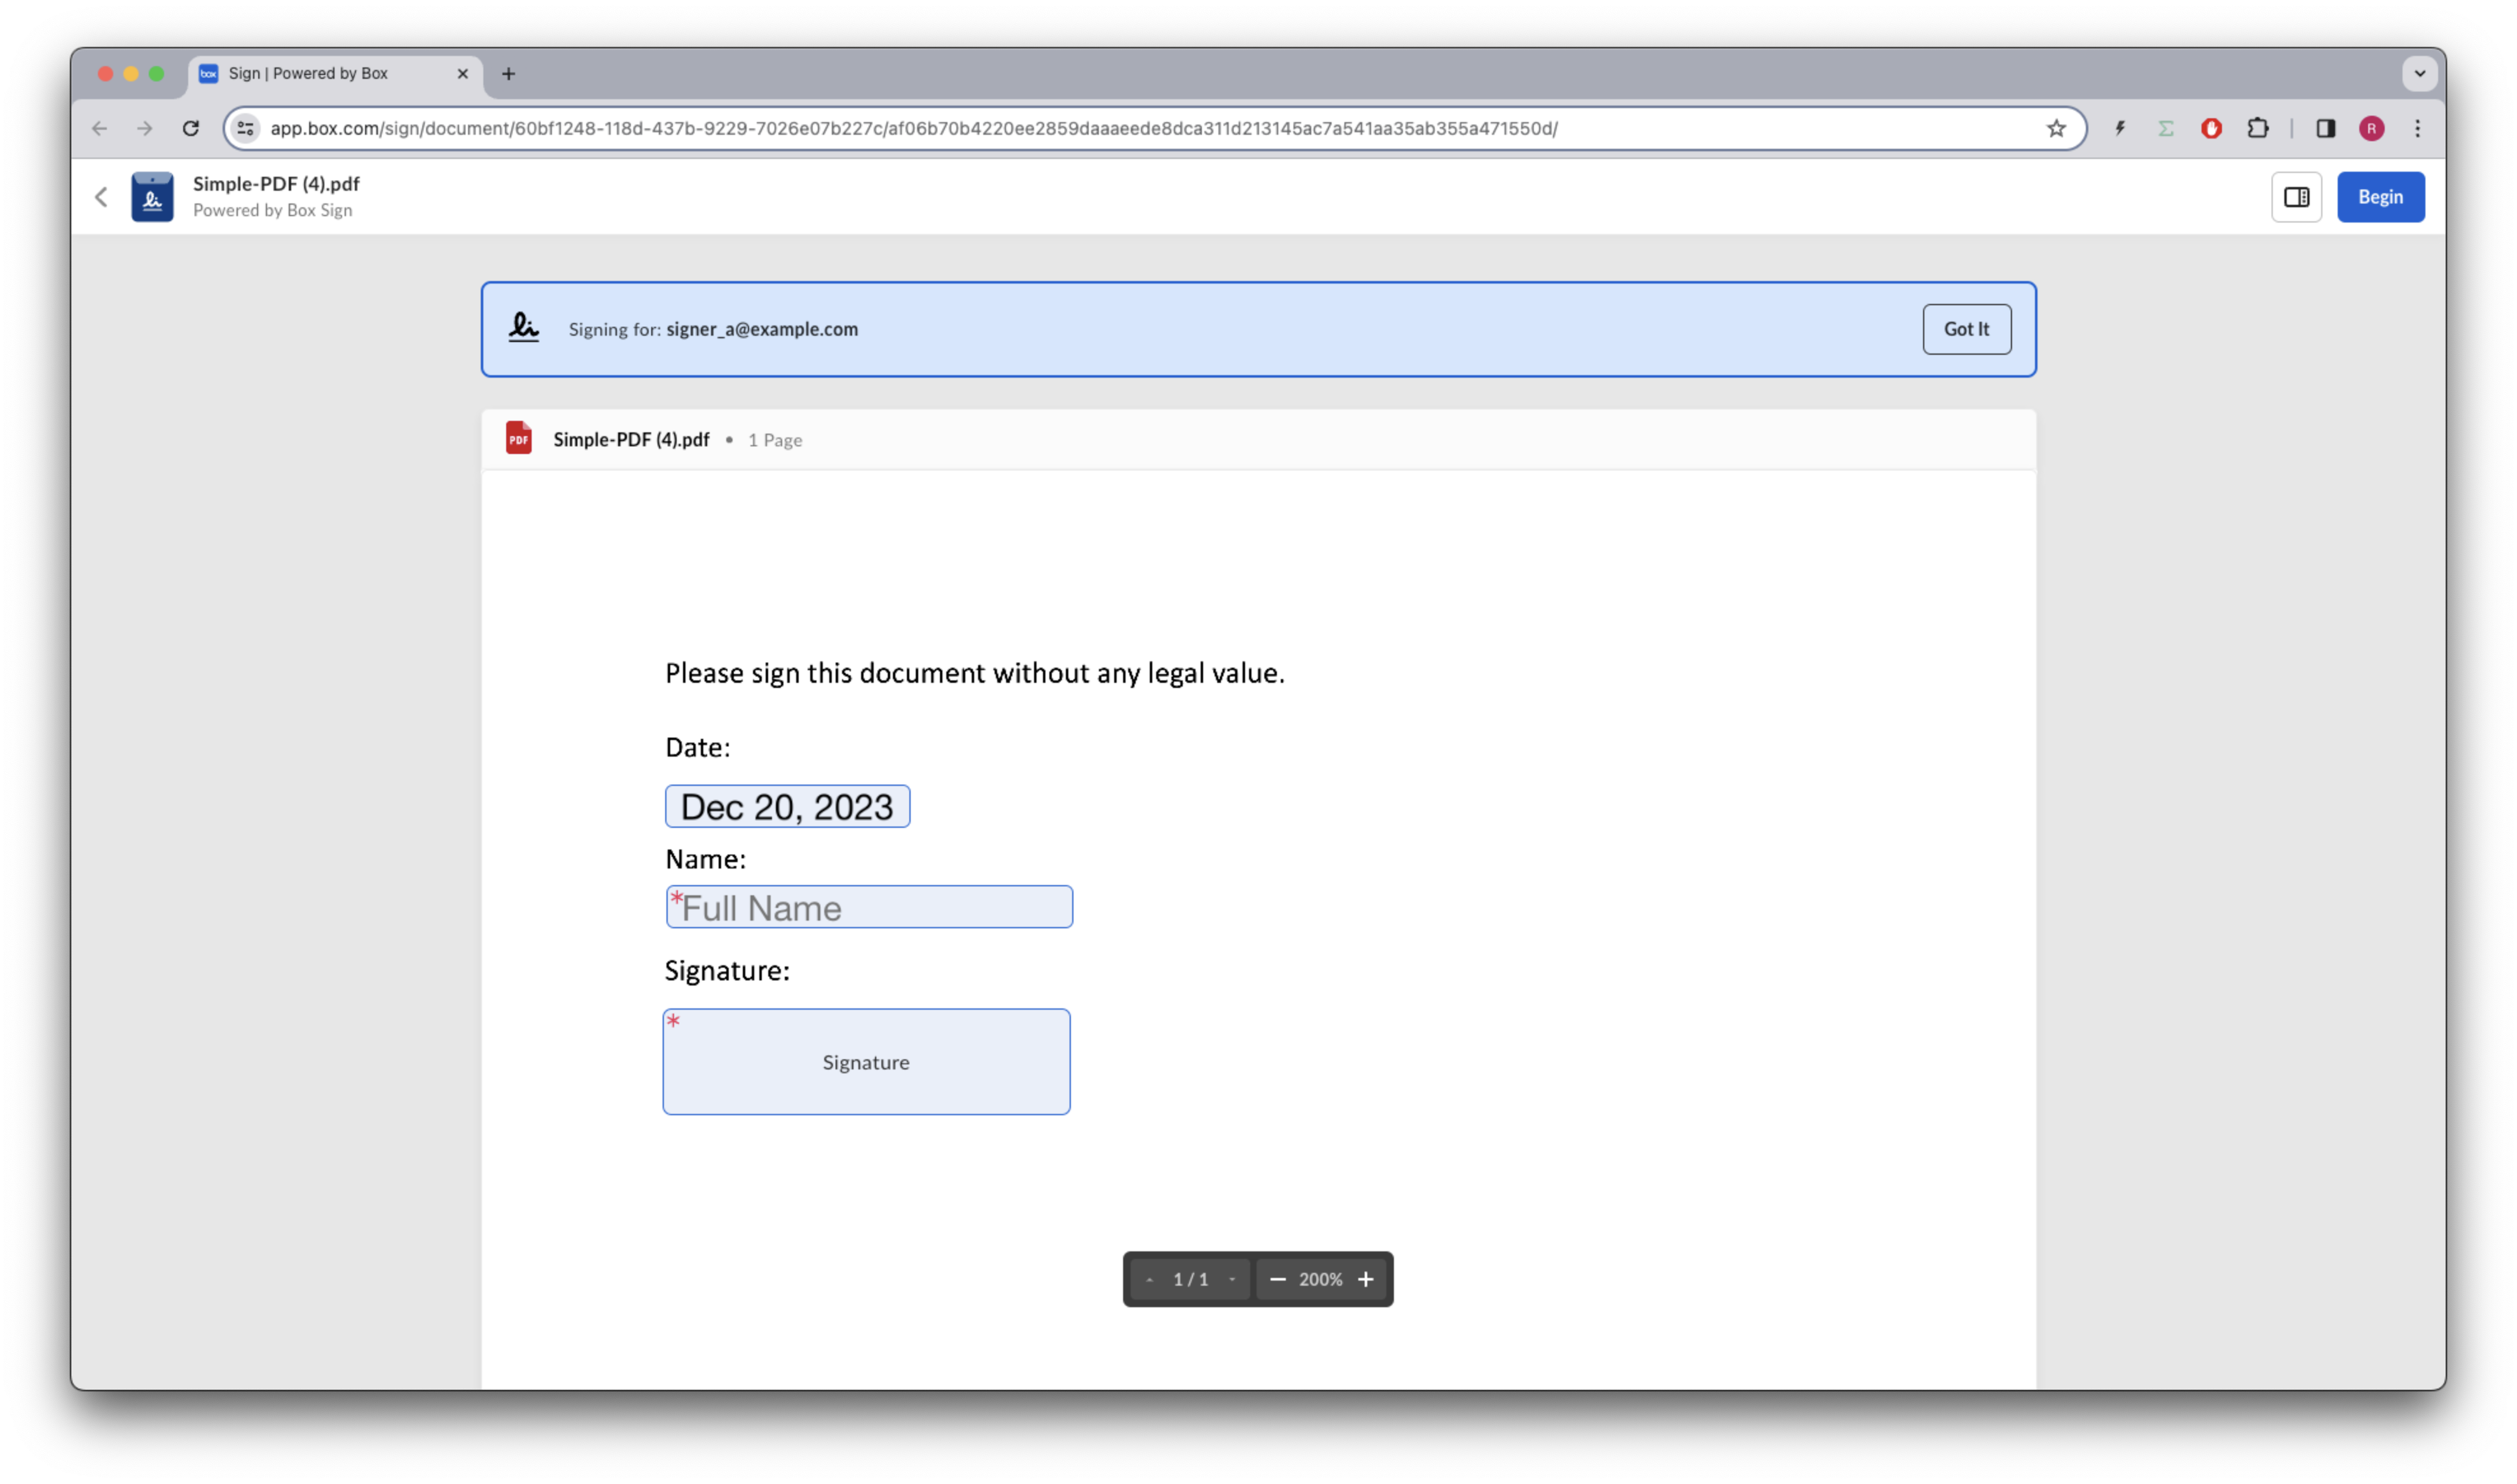 box Sign | Powered by Box
app.box.com/sign/document/60bf1248-118d-437b-9229-7026e07b227c/af06b70b4220ee2859daaaeede8dca311d213145ac7a541aa35ab355a471550d/
R
Simple-PDF (4).pdf
Powered by Box Sign
Begin
Signing for: signer_a@example.com
Got It
PDF Simple-PDF (4).pdf • 1 Page
Please sign this document without any legal value.
Date:
Dec 20, 2023
Name:
*Full Name
Signature:
*
Signature
1 / 1 200%